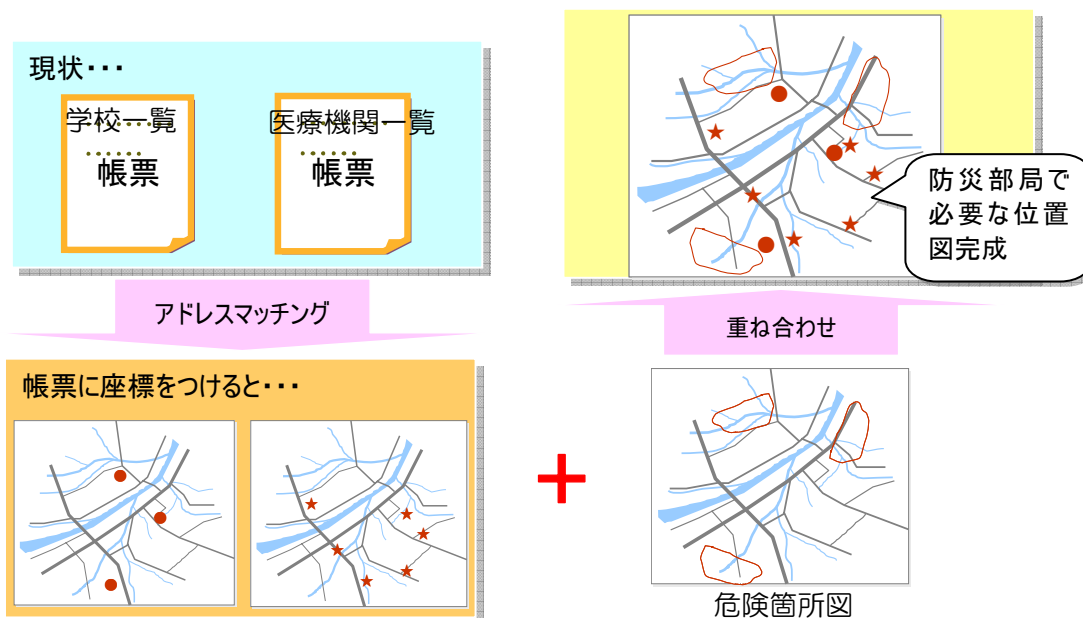 現状・・・
学校一覧
帳票
医療機関一覧
帳票
アドレスマッチング
帳票に座標をつけると・・・
防災部局で
必要な位置
図完成
重ね合わせ
+
危険箇所図